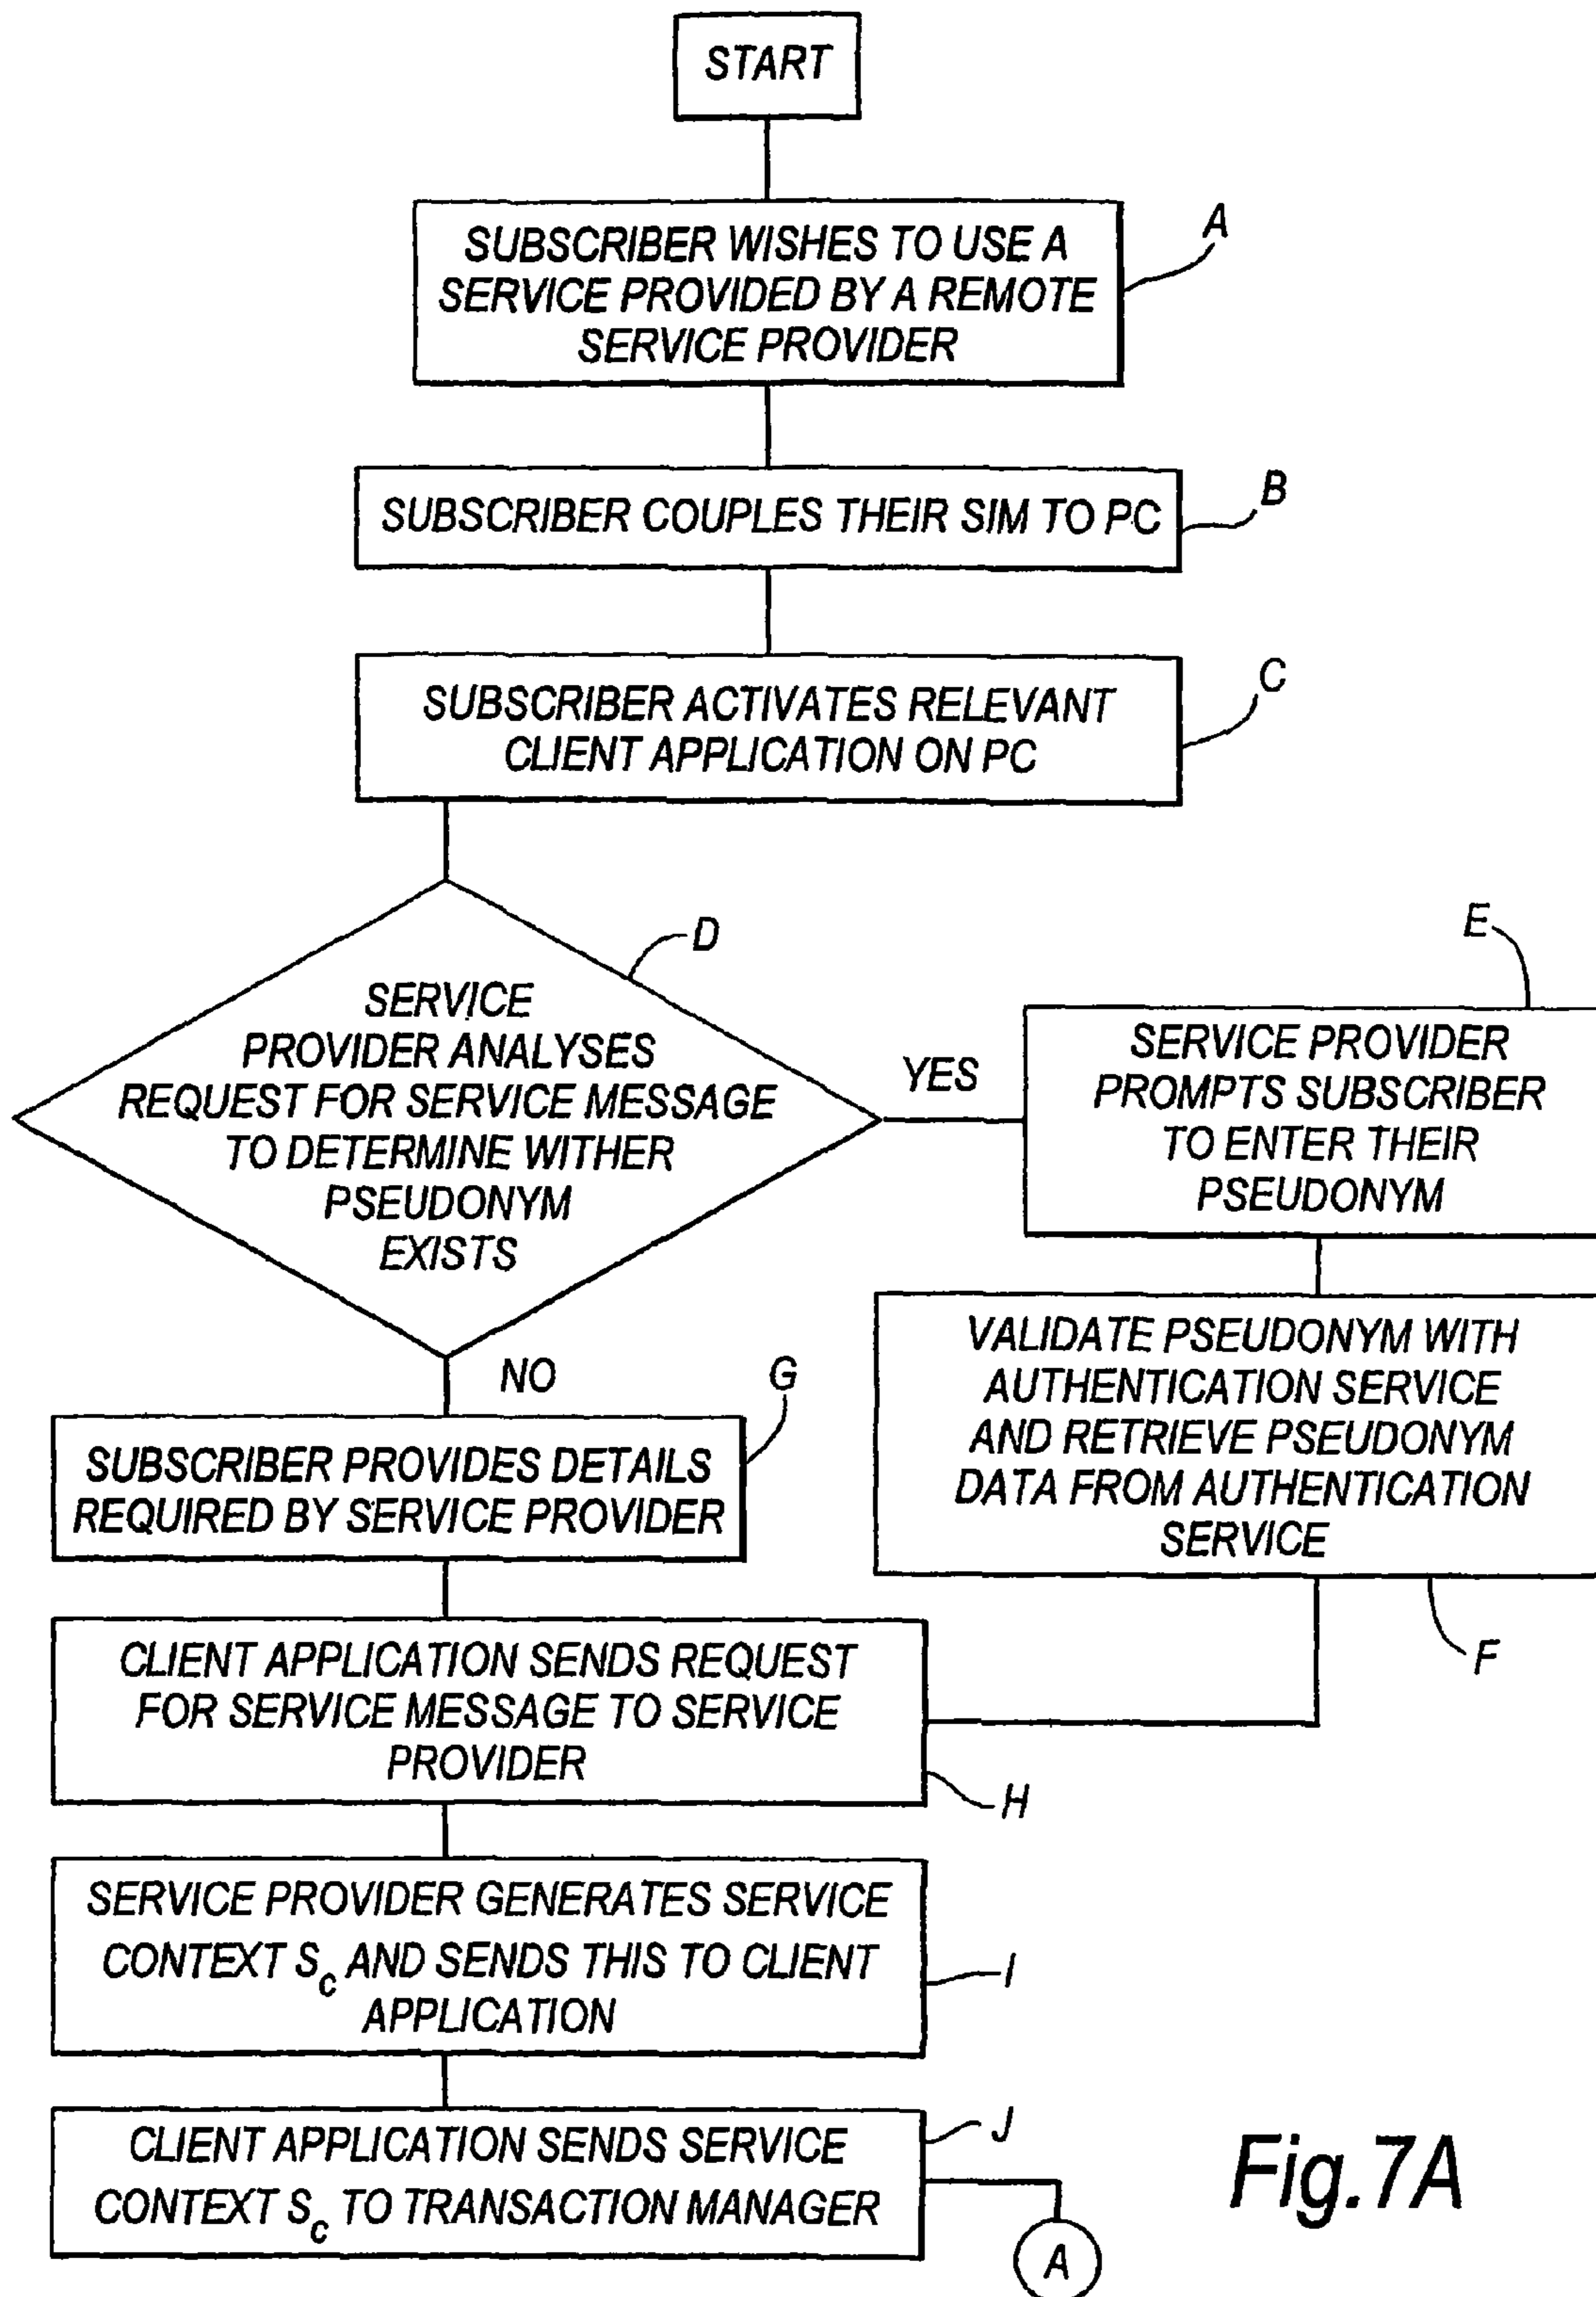 START
SUBSCRIBER WISHES TO USE A
SERVICE PROVIDED BY A REMOTE
SERVICE PROVIDER
A
SUBSCRIBER COUPLES THEIR SIM TO PC
B
SUBSCRIBER ACTIVATES RELEVANT
CLIENT APPLICATION ON PC
C
SERVICE
PROVIDER ANALYSES
REQUEST FOR SERVICE MESSAGE
TO DETERMINE WITHER
PSEUDONYM
EXISTS
D
YES
SERVICE PROVIDER
PROMPTS SUBSCRIBER
TO ENTER THEIR
PSEUDONYM
E
VALIDATE PSEUDONYM WITH
AUTHENTICATION SERVICE
AND RETRIEVE PSEUDONYM
DATA FROM AUTHENTICATION
SERVICE
F
NO
SUBSCRIBER PROVIDES DETAILS
REQUIRED BY SERVICE PROVIDER
G
CLIENT APPLICATION SENDS REQUEST
FOR SERVICE MESSAGE TO SERVICE
PROVIDER
H
SERVICE PROVIDER GENERATES SERVICE
CONTEXT Sc AND SENDS THIS TO CLIENT
APPLICATION
I
CLIENT APPLICATION SENDS SERVICE
CONTEXT Sc TO TRANSACTION MANAGER
J
A
Fig.7A